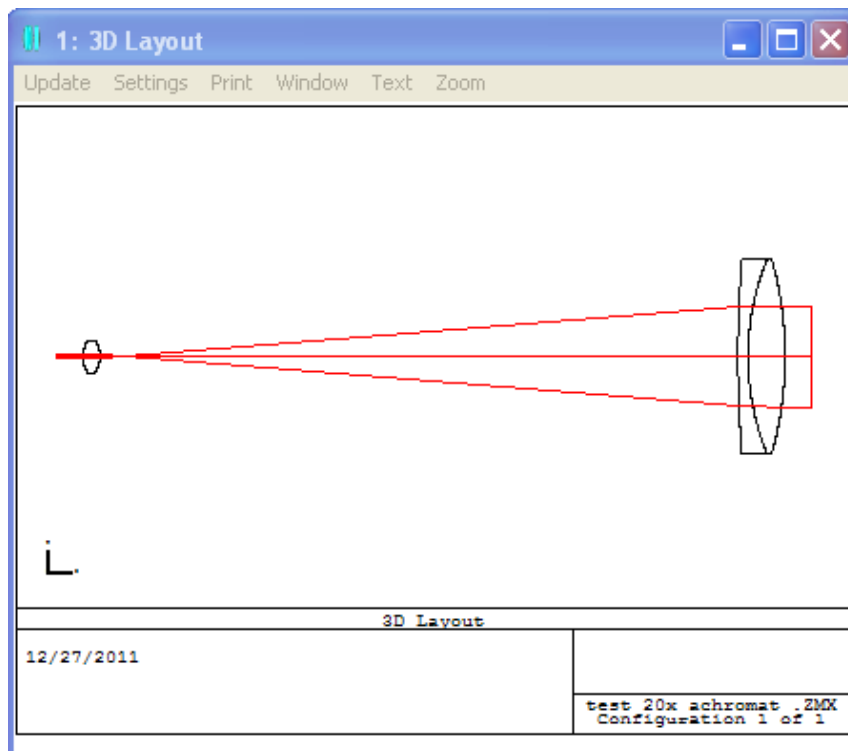 1: 3D Layout
Update Settings Print Window Text Zoom
3D Layout
12/27/2011
test 20x achromat .ZMX
Configuration 1 of 1